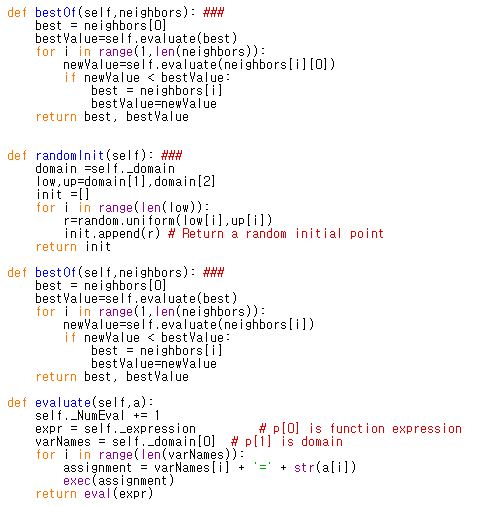 def bestOf(self,neighbors): ###
    best = neighbors[0]
    bestValue=self.evaluate(best)
    for i in range(1,len(neighbors)):
        newValue=self.evaluate(neighbors[i][0])
        if newValue < bestValue:
            best = neighbors[i]
            bestValue=newValue
    return best, bestValue
def randomInit(self): ###
    domain =self._domain
    low,up=domain[1],domain[2]
    init =[]
    for i in range(len(low)):
        r=random.uniform(low[i],up[i])
        init.append(r) # Return a random initial point
    return init
def bestOf(self,neighbors): ###
    best = neighbors[0]
    bestValue=self.evaluate(best)
    for i in range(1,len(neighbors)):
        newValue=self.evaluate(neighbors[i])
        if newValue < bestValue:
            best = neighbors[i]
            bestValue=newValue
    return best, bestValue
def evaluate(self,a):
    self._NumEval += 1
    expr = self._expression         # p[0] is function expression
    varNames = self._domain[0]  # p[1] is domain
    for i in range(len(varNames)):
        assignment = varNames[i] + '=' + str(a[i])
        exec(assignment)
    return eval(expr)